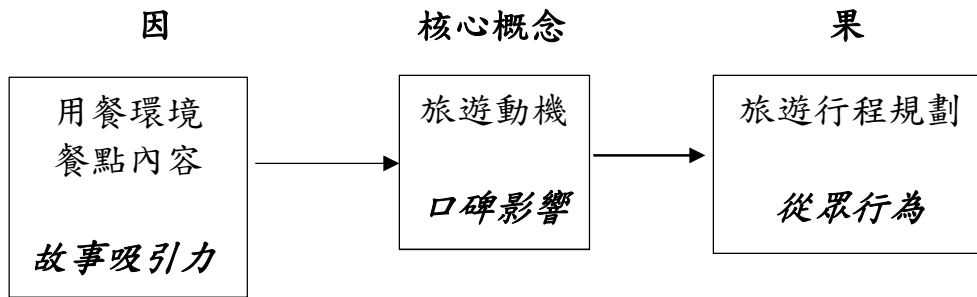 因
核心概念
果
用餐環境
餐點內容
故事吸引力
旅遊動機
口碑影響
旅遊行程規劃
從眾行為